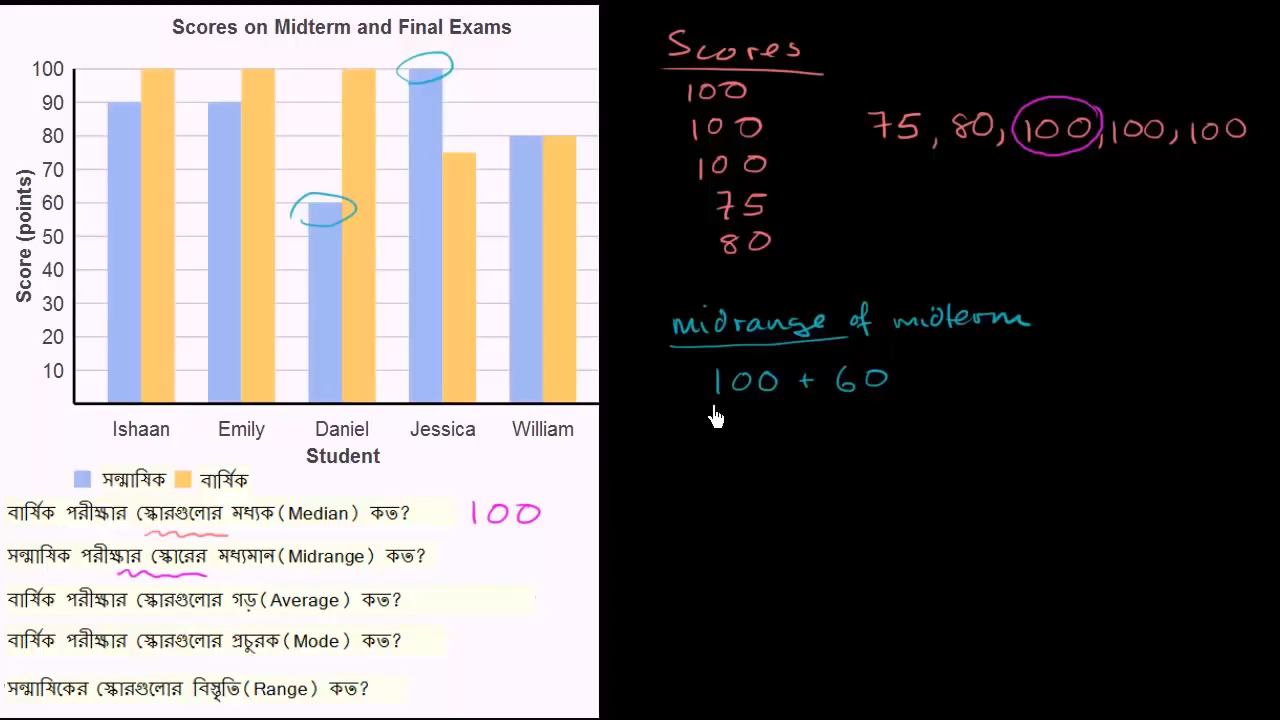 Scores on Midterm and Final Exams
100
90
80
70
60
50
40
30
20
10
Score (points)
Ishaan Emily Daniel Jessica William
Student
সন্মাষিক বার্ষিক
বার্ষিক পরীক্ষার স্কোরগুলোর মধ্যক(Median) কত? 100
সন্মাষিক পরীক্ষার স্কোরের মধ্যমান(Midrange) কত?
বার্ষিক পরীক্ষার স্কোরগুলোর গড়(Average) কত?
বার্ষিক পরীক্ষার স্কোরগুলোর প্রচুরক(Mode) কত?
সন্মাষিকের স্কোরগুলোর বিস্তৃতি(Range) কত?
Scores
100
100
100
75
80
75, 80, 100, 100, 100
midrange of midterm
100 + 60